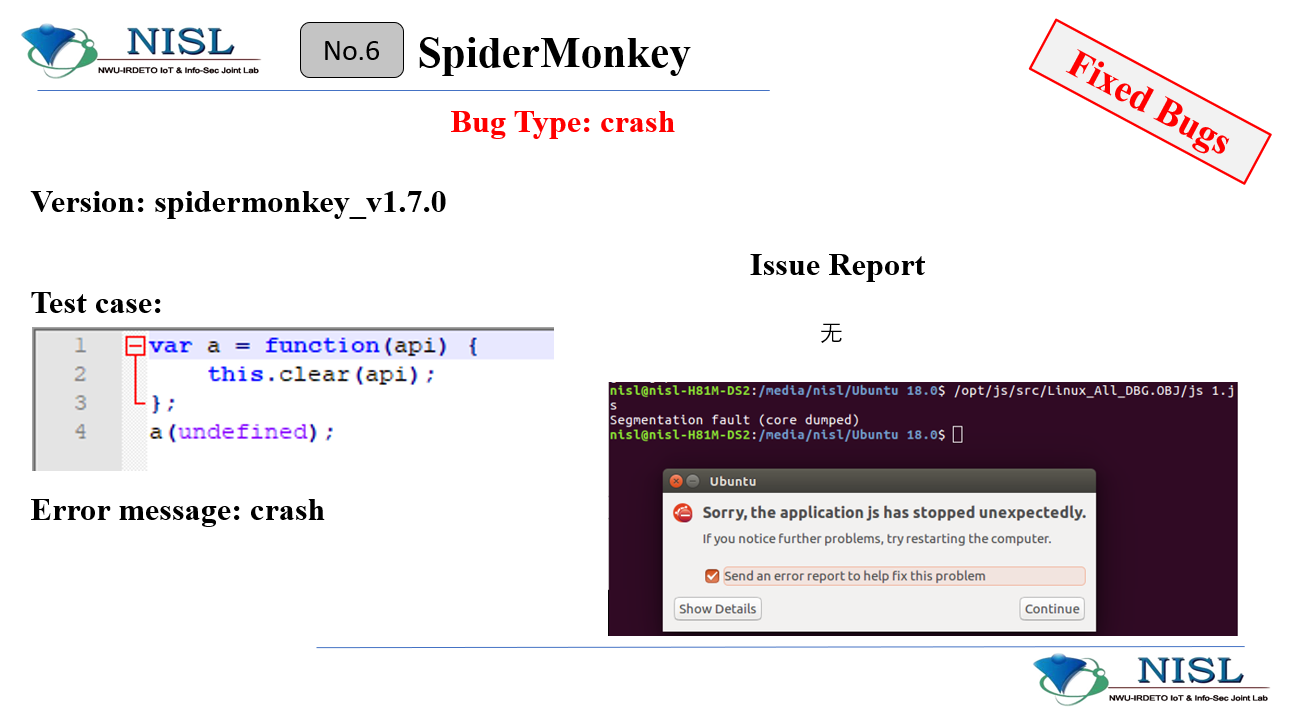 NISL
NWU-IRDETO IoT & Info-Sec Joint Lab
No.6
SpiderMonkey
Fixed Bugs
Bug Type: crash
Version: spidermonkey_v1.7.0
Issue Report
无
Test case:
1 var a = function(api) {
2 this.clear(api);
3 };
4 a(undefined);
Error message: crash
nisl@nisl-H81M-DS2:/media/nisl/Ubuntu 18.0$ /opt/js/src/Linux_All_DBG.OBJ/js 1.j
s
Segmentation fault (core dumped)
nisl@nisl-H81M-DS2:/media/nisl/Ubuntu 18.0$
Ubuntu
Sorry, the application js has stopped unexpectedly.
If you notice further problems, try restarting the computer.
Send an error report to help fix this problem
Show Details
Continue
NISL
NWU-IRDETO IoT & Info-Sec Joint Lab